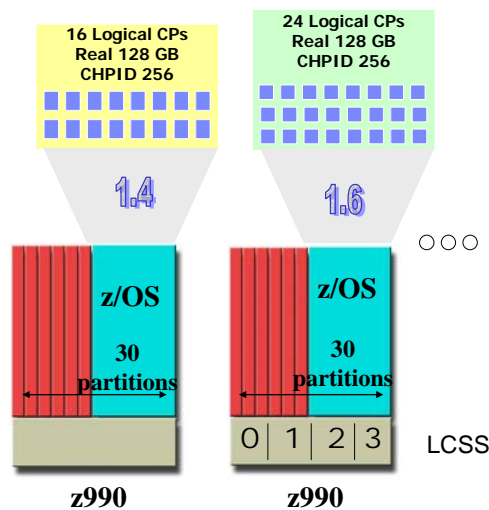 16 Logical CPs
Real 128 GB
CHPID 256
24 Logical CPs
Real 128 GB
CHPID 256
1.4
1.6
z/OS
30
partitions
z/OS
30
partitions
0 | 1 | 2 | 3
LCSS
z990
z990